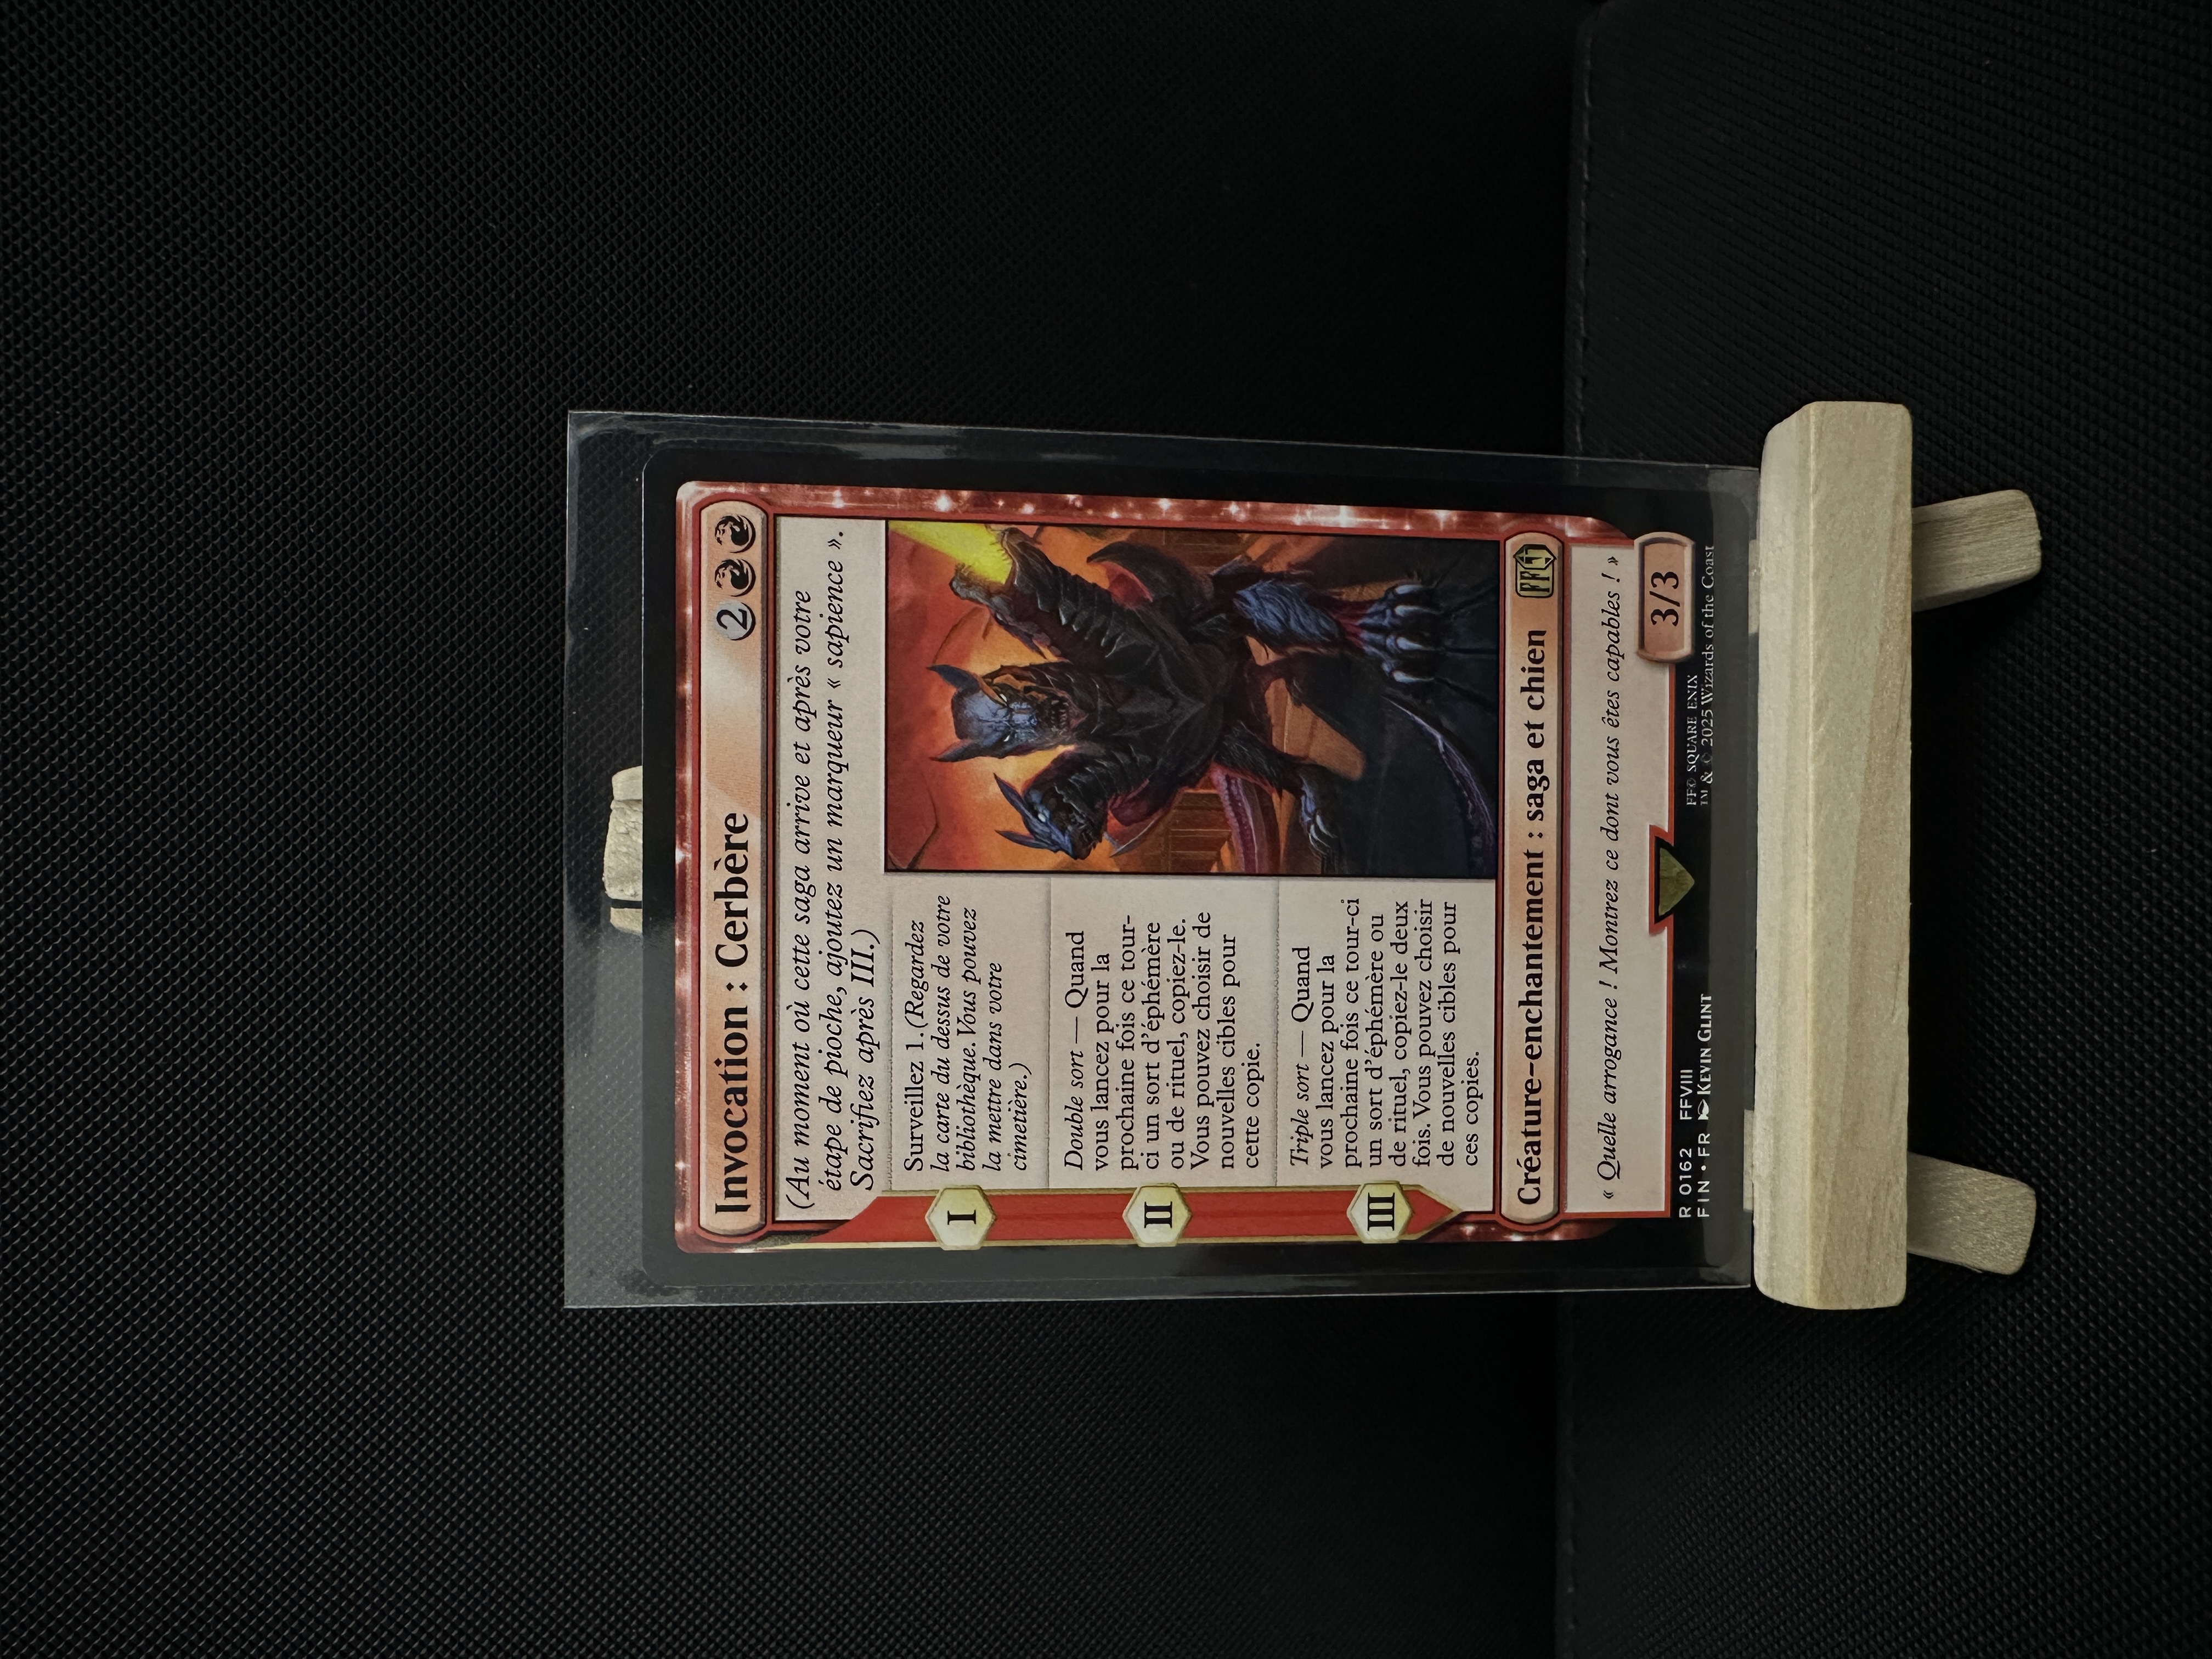 Invocation : Cerbère 2
(Au moment où cette saga arrive et après votre
étape de pioche, ajoutez un marqueur « sapience ».
Sacrifiez après III.)
I
Surveillez 1. (Regardez
la carte du dessus de votre
bibliothèque. Vous pouvez
la mettre dans votre
cimetière.)
II
Double sort — Quand
vous lancez pour la
prochaine fois ce tour-
ci un sort d'éphémère
ou de rituel, copiez-le.
Vous pouvez choisir de
nouvelles cibles pour
cette copie.
III
Triple sort — Quand
vous lancez pour la
prochaine fois ce tour-ci
un sort d'éphémère ou
de rituel, copiez-le deux
fois. Vous pouvez choisir
de nouvelles cibles pour
ces copies.
Créature-enchantement : saga et chien FF
« Quelle arrogance ! Montrez ce dont vous êtes capables ! »
3/3
R 0162 FFVIII
FIN • FR KEVIN GLINT
FF© SQUARE ENIX
™ & © 2025 Wizards of the Coast